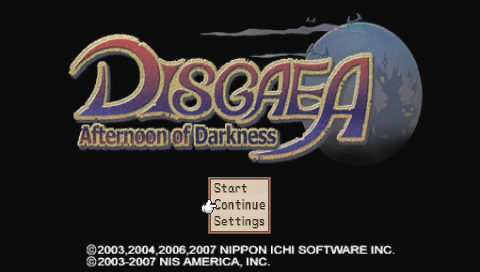 DISGAEA
Afternoon of Darkness
Start
Continue
Settings
©2003,2004,2006,2007 NIPPON ICHI SOFTWARE INC.
©2003-2007 NIS AMERICA, INC.